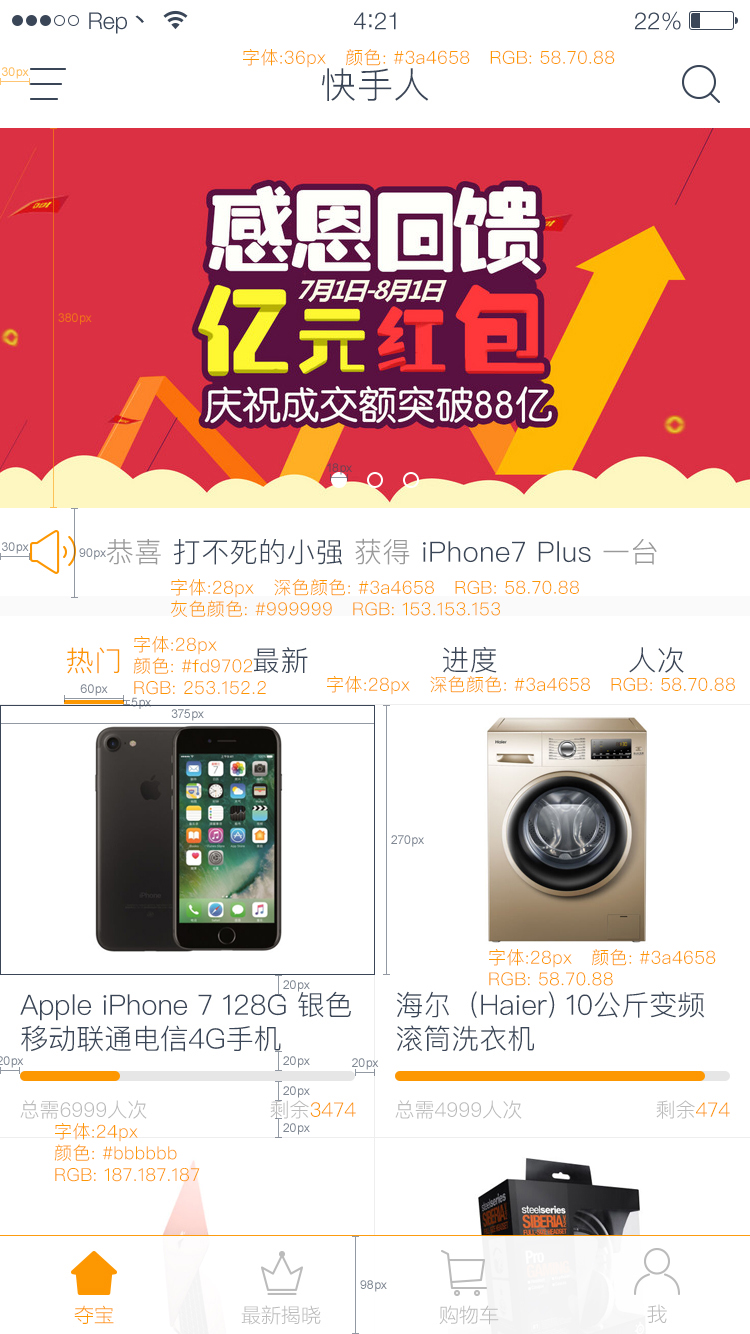 Rep
4:21
22%
字体:36px 颜色: #3a4658 RGB: 58.70.88
30px
快手人
感恩回馈
7月1日-8月1日
亿元红包
380px
庆祝成交额突破88亿
18px
30px
90px
恭喜 打不死的小强 获得 iPhone7 Plus 一台
字体:28px 深色颜色: #3a4658 RGB: 58.70.88
灰色颜色: #999999 RGB: 153.153.153
热门
字体:28px
颜色: #fd9702
RGB: 253.152.2
最新
进度
人次
字体:28px 深色颜色: #3a4658 RGB: 58.70.88
60px
5px
375px
Haier
270px
iPhone
字体:28px 颜色: #3a4658
RGB: 58.70.88
20px
Apple iPhone 7 128G 银色
移动联通电信4G手机
海尔（Haier) 10公斤变频
滚筒洗衣机
20px
20px
20px
20px
总需6999人次
剩余3474
总需4999人次
剩余474
20px
字体:24px
颜色: #bbbbbb
RGB: 187.187.187
steelseries
steelseries
SIBERIA
FULL-SIZE HEADSET
Pro
98px
夺宝
最新揭晓
购物车
我